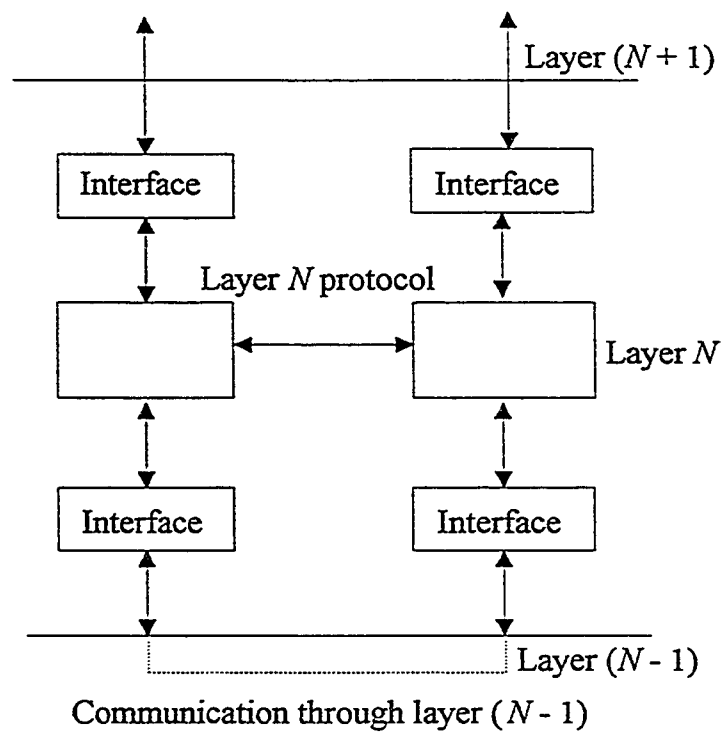 Layer (N + 1)
Interface
Interface
Layer N protocol
Layer N
Interface
Interface
Layer (N - 1)
Communication through layer (N - 1)